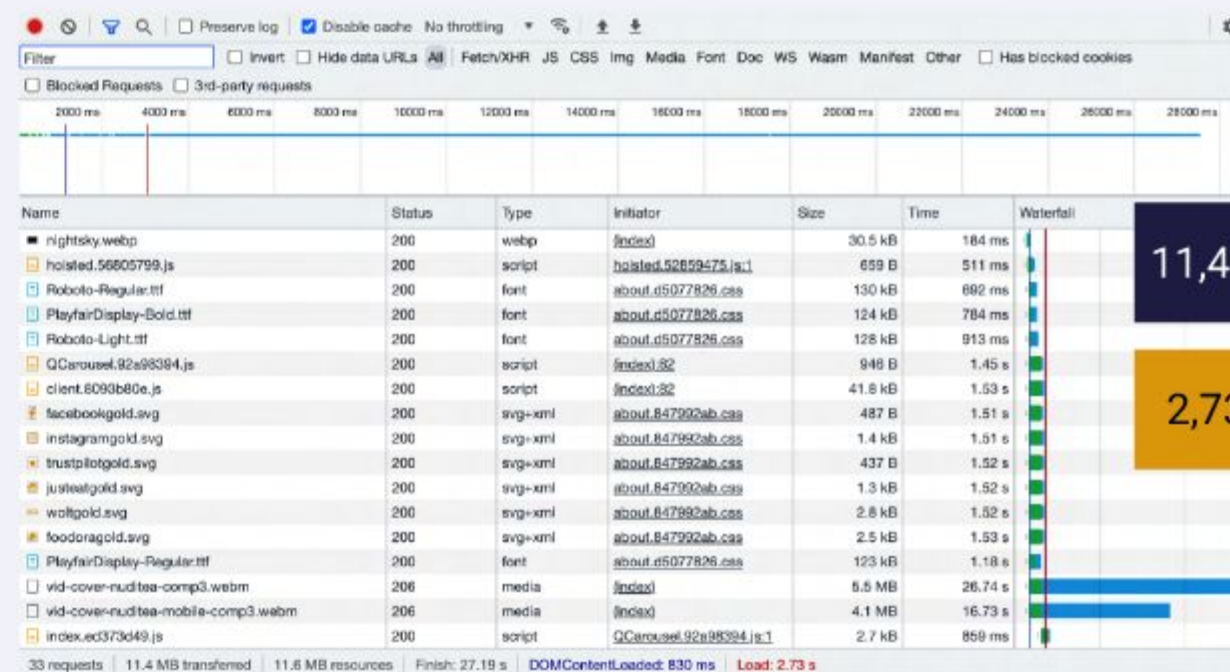 Preserve log Disable cache No throttling
Filter Invert Hide data URLs All Fetch/XHR JS CSS Img Media Font Doc WS Wasm Manifest Other Has blocked cookies
Blocked Requests 3rd-party requests
2000 ms 4000 ms 6000 ms 8000 ms 10000 ms 12000 ms 14000 ms 16000 ms 18000 ms 20000 ms 22000 ms 24000 ms 26000 ms 28000 ms
Name Status Type Initiator Size Time Waterfall
nightsky.webp 200 webp (index) 30.5 kB 184 ms
hoisted.56805799.js 200 script hoisted.52859475.js:1 659 B 511 ms
Roboto-Regular.ttf 200 font about.d5077826.css 130 kB 692 ms
PlayfairDisplay-Bold.ttf 200 font about.d5077826.css 124 kB 784 ms
Roboto-Light.ttf 200 font about.d5077826.css 128 kB 913 ms
QCarousel.92a98394.js 200 script (index):82 946 B 1.45 s
client.8093b80e.js 200 script (index):82 41.8 kB 1.53 s
facebookgold.svg 200 svg+xml about.847992ab.css 487 B 1.51 s
instagramgold.svg 200 svg+xml about.847992ab.css 1.4 kB 1.51 s
trustpilotgold.svg 200 svg+xml about.847992ab.css 437 B 1.52 s
justeatgold.svg 200 svg+xml about.847992ab.css 1.3 kB 1.52 s
woltgold.svg 200 svg+xml about.847992ab.css 2.8 kB 1.52 s
foodoragold.svg 200 svg+xml about.847992ab.css 2.5 kB 1.53 s
PlayfairDisplay-Regular.ttf 200 font about.d5077826.css 123 kB 1.18 s
vid-cover-nuditea-comp3.webm 206 media (index) 5.5 MB 26.74 s
vid-cover-nuditea-mobile-comp3.webm 206 media (index) 4.1 MB 16.73 s
index.ed373d49.js 200 script QCarousel.92a98394.js:1 2.7 kB 859 ms
11,4
2,73
33 requests 11.4 MB transferred 11.6 MB resources Finish: 27.19 s DOMContentLoaded: 830 ms Load: 2.73 s